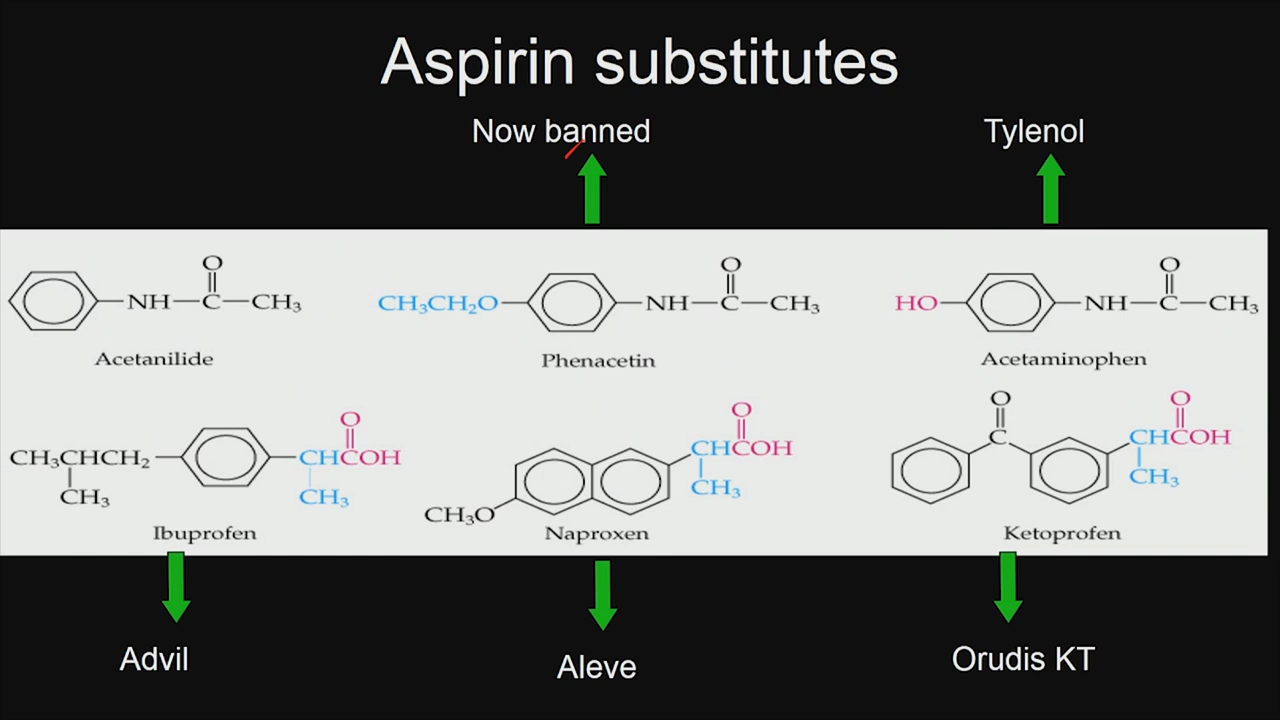 Aspirin substitutes
Now banned
Tylenol
O
NH C CH₃
Acetanilide
O
CH₃CH₂O NH C CH₃
Phenacetin
O
HO NH C CH₃
Acetaminophen
O
CH₃CHCH₂ CHCOH
CH₃ CH₃
Ibuprofen
O
CHCOH
CH₃
CH₃O
Naproxen
O O
C CHCOH
CH₃
Ketoprofen
Advil
Aleve
Orudis KT